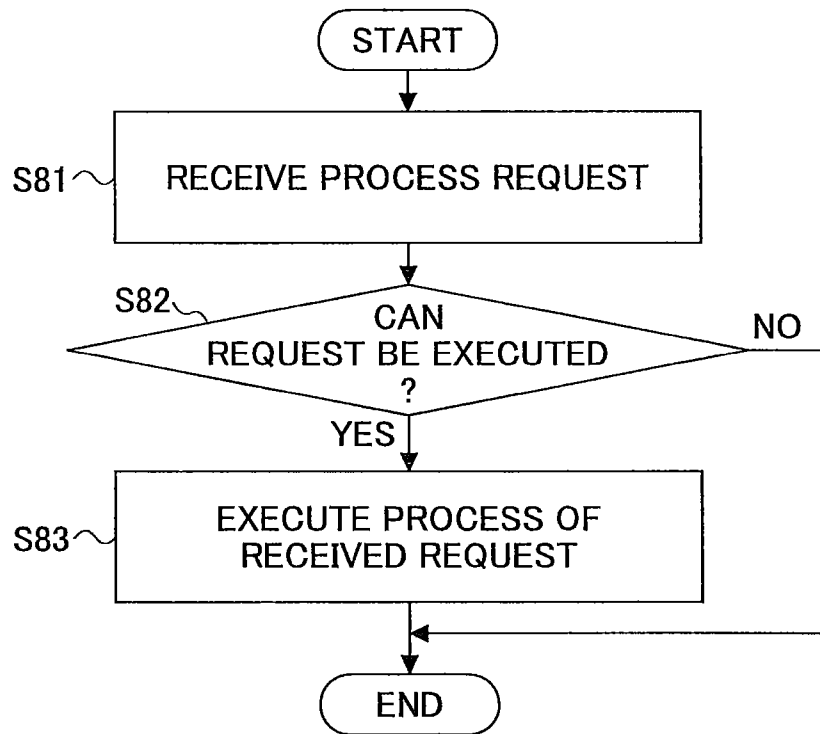 START
S81
RECEIVE PROCESS REQUEST
S82
CAN
REQUEST BE EXECUTED
?
NO
YES
S83
EXECUTE PROCESS OF
RECEIVED REQUEST
END